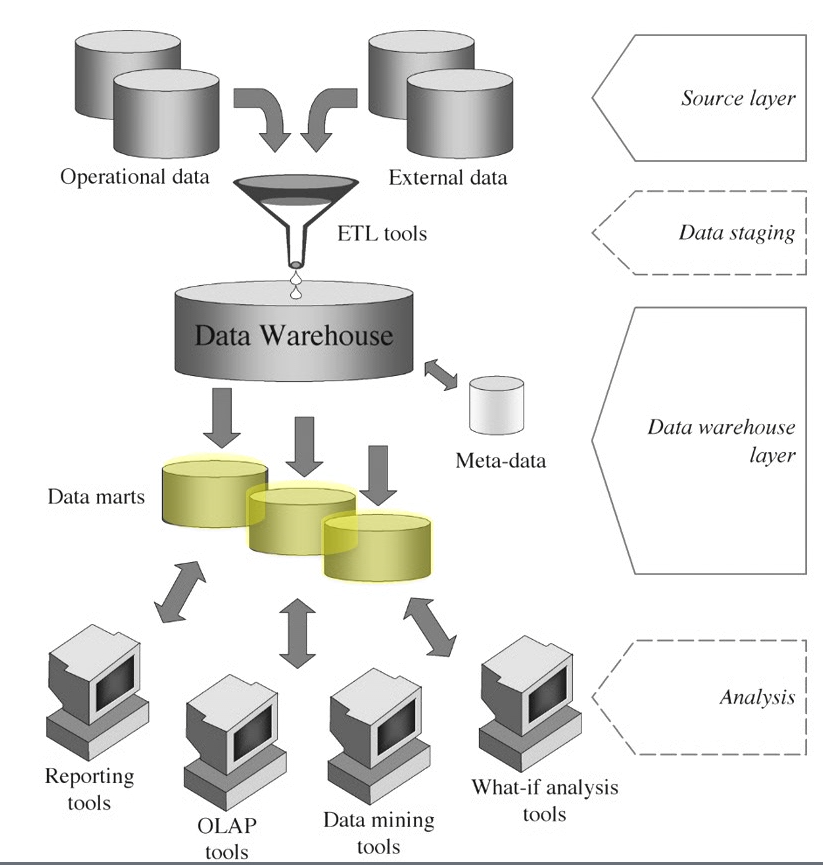 Source layer
Operational data
External data
ETL tools
Data staging
Data Warehouse
Data warehouse
layer
Meta-data
Data marts
Analysis
Reporting
tools
OLAP
tools
Data mining
tools
What-if analysis
tools